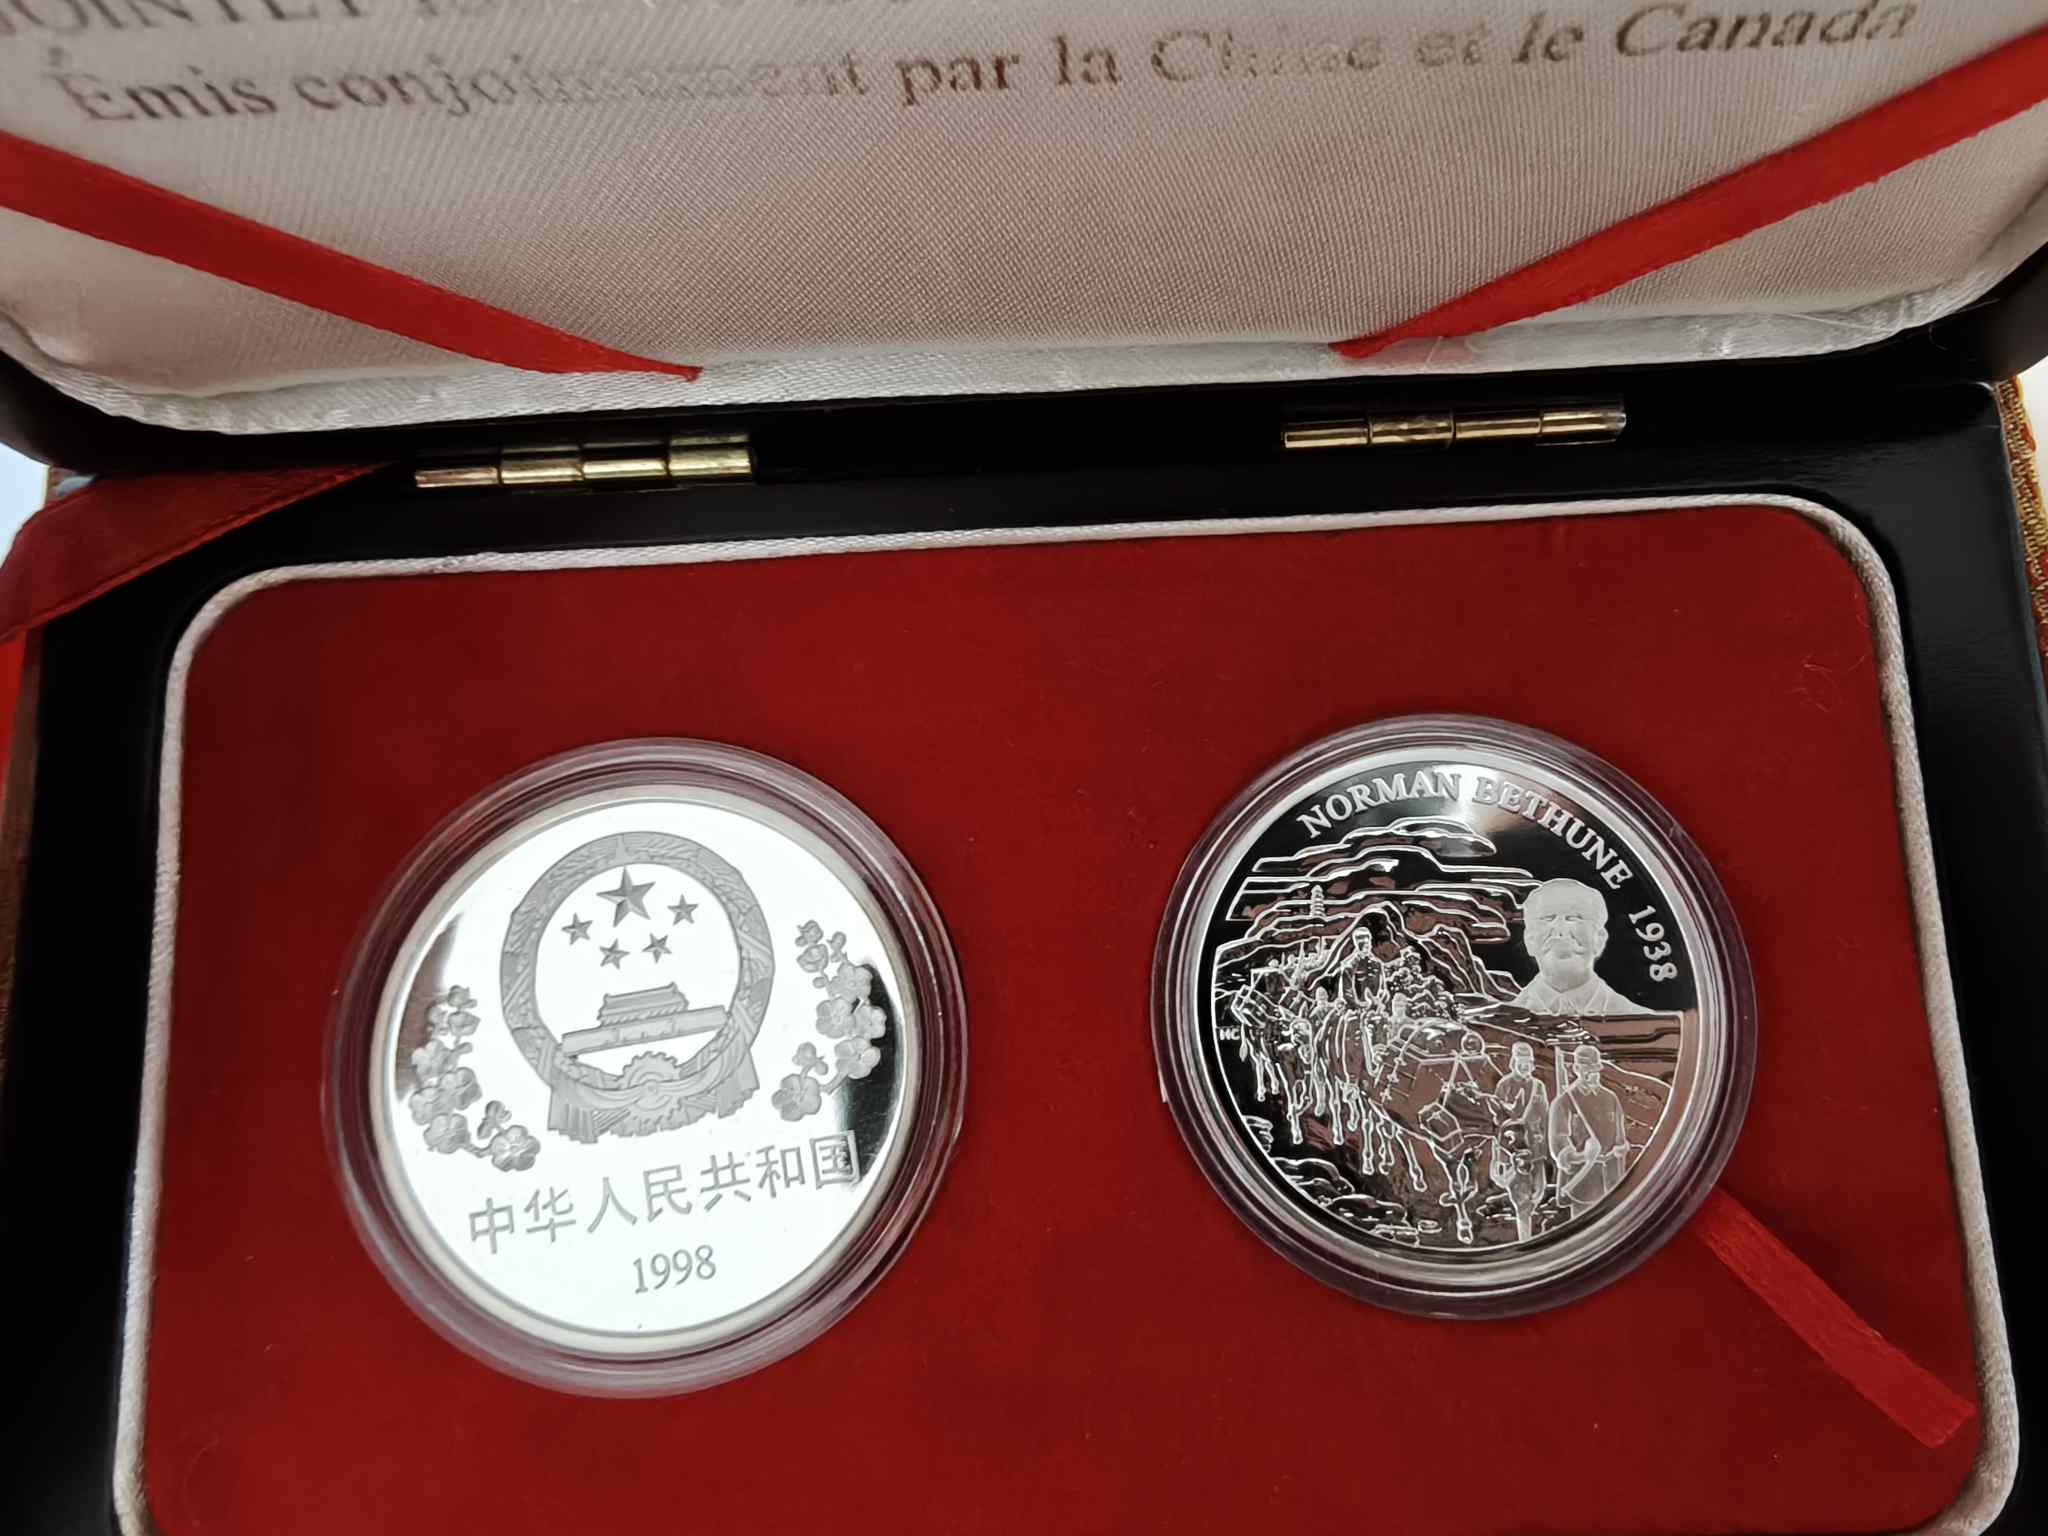 Émis conjointement par la Chine et le Canada
中华人民共和国
1998
NORMAN BETHUNE 1938
HC